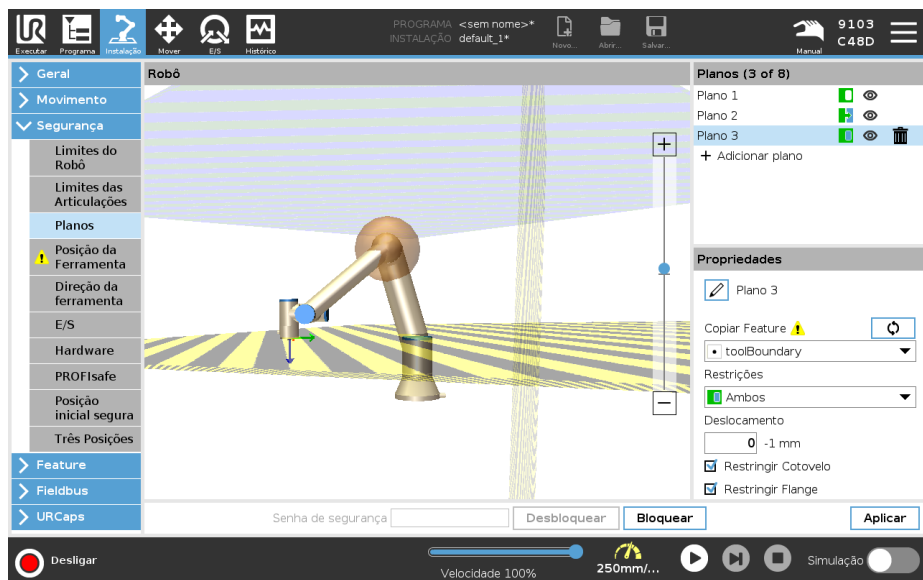 PROGRAMA <sem nome>*
INSTALAÇÃO default_1*
UR
Executar
Programa
Instalação
Mover
E/S
Histórico
Novo...
Abrir...
Salvar...
Manual
9103
C48D
Geral
Movimento
Segurança
Limites do
Robô
Limites das
Articulações
Planos
Posição da
Ferramenta
Direção da
ferramenta
E/S
Hardware
PROFIsafe
Posição
inicial segura
Três Posições
Feature
Fieldbus
URCaps
Robô
Planos (3 of 8)
Plano 1
Plano 2
Plano 3
+ Adicionar plano
Propriedades
Plano 3
Copiar Feature
toolBoundary
Restrições
Ambos
Deslocamento
0 -1 mm
Restringir Cotovelo
Restringir Flange
Senha de segurança
Desbloquear
Bloquear
Aplicar
Desligar
Velocidade 100%
250mm/...
Simulação